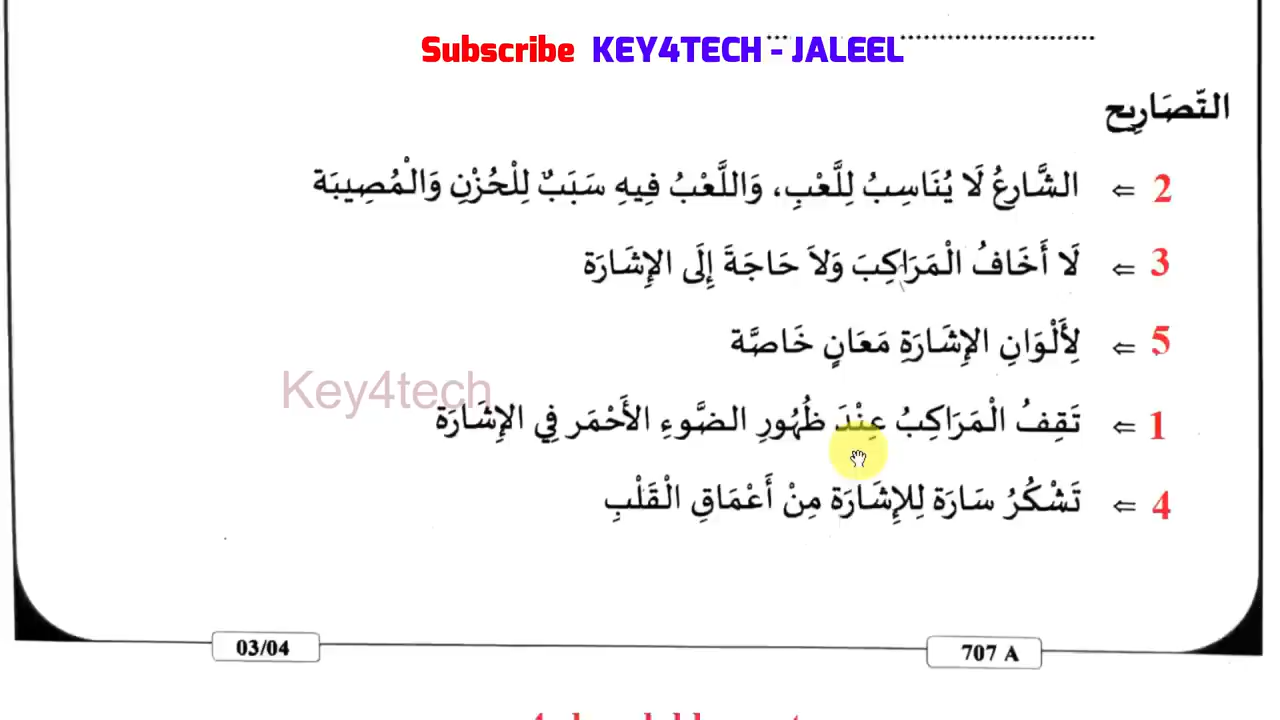 Subscribe KEY4TECH - JALEEL
التّصَارِيح
2 ⇐ الشَّارِعُ لَا يُنَاسِبُ لِلَّعْبِ، وَاللَّعْبُ فِيهِ سَبَبٌ لِلْحُزْنِ وَالْمُصِيبَة
3 ⇐ لَا أَخَافُ الْمَرَاكِبَ وَلاَ حَاجَةَ إِلَى الإِشَارَة
5 ⇐ لِأَلْوَانِ الإِشَارَةِ مَعَانٍ خَاصَّة
Key4tech
1 ⇐ تَقِفُ الْمَرَاكِبُ عِنْدَ ظُهُورِ الضَّوءِ الأَحْمَر فِي الإِشَارَة
4 ⇐ تَشْكُرُ سَارَة لِلإِشَارَة مِنْ أَعْمَاقِ الْقَلْبِ
03/04
707 A